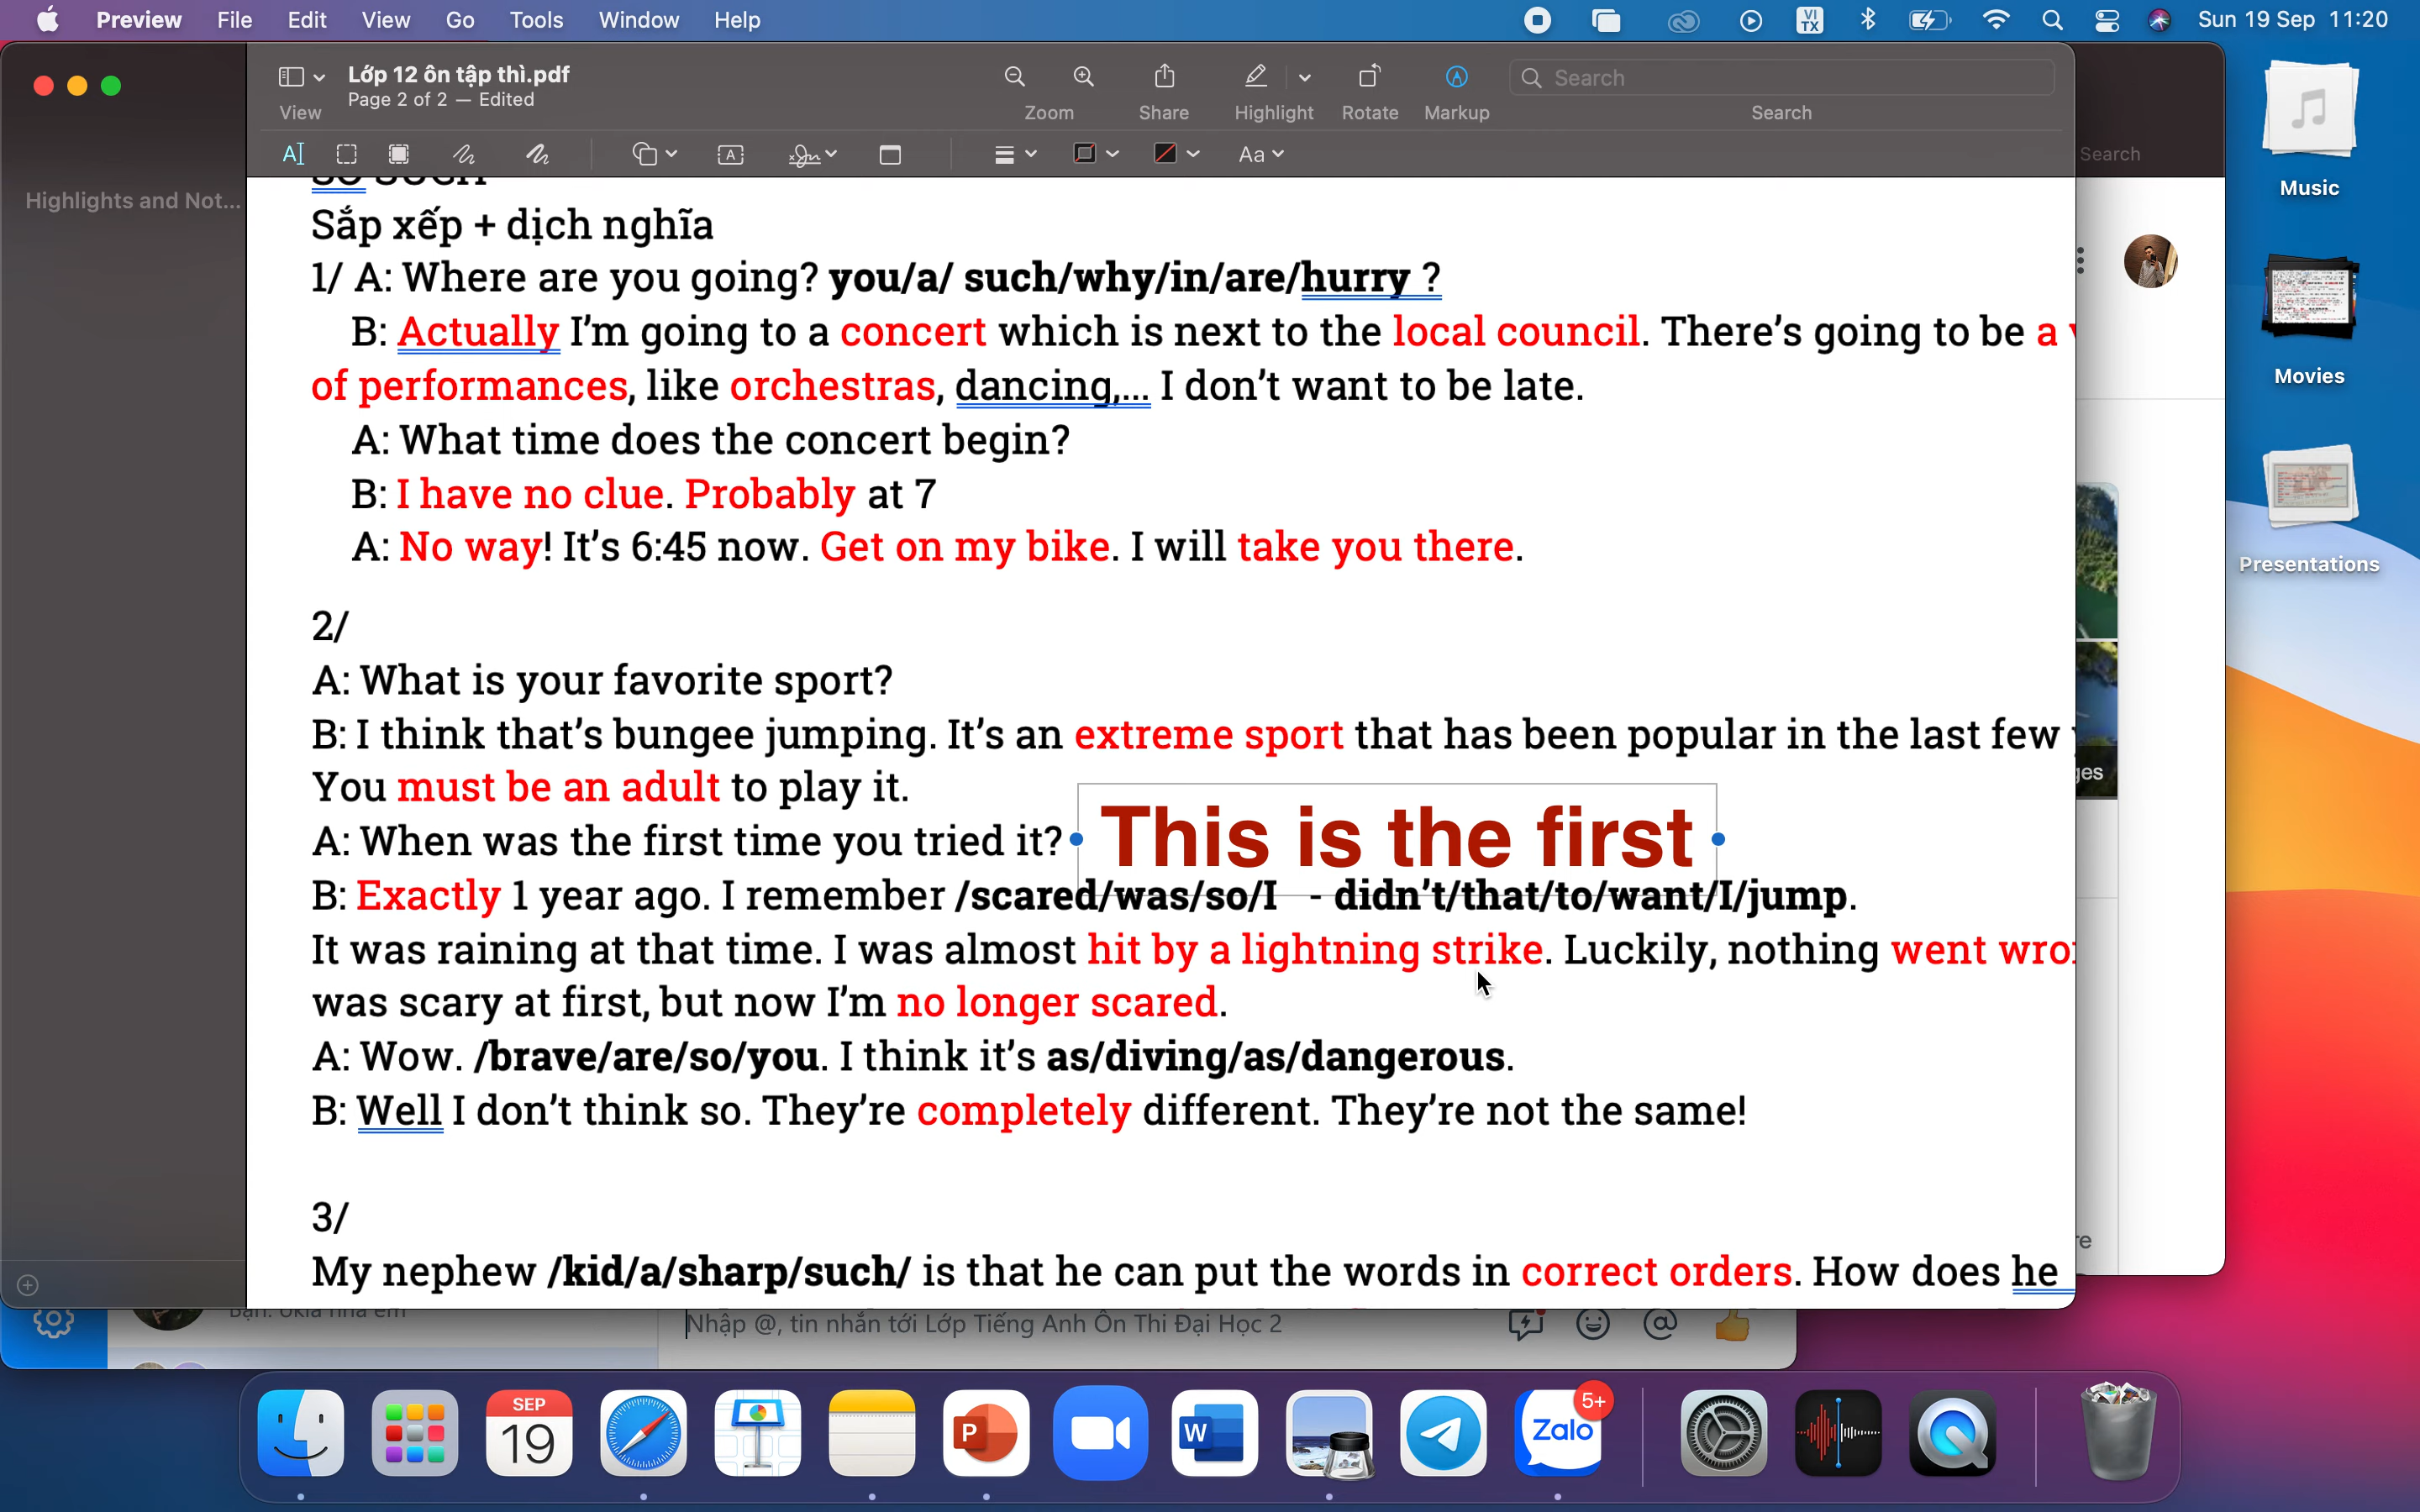 Preview File Edit View Go Tools Window Help
VI TX
Sun 19 Sep 11:20
Lớp 12 ôn tập thì.pdf
Page 2 of 2 — Edited
View Zoom Share Highlight Rotate Markup Search
Search
Aa
Search
Highlights and Not...
SO SUCH
Sắp xếp + dịch nghĩa
1/ A: Where are you going? you/a/ such/why/in/are/hurry ?
B: Actually I'm going to a concert which is next to the local council. There's going to be a
of performances, like orchestras, dancing,... I don't want to be late.
A: What time does the concert begin?
B: I have no clue. Probably at 7
A: No way! It's 6:45 now. Get on my bike. I will take you there.
2/
A: What is your favorite sport?
B: I think that's bungee jumping. It's an extreme sport that has been popular in the last few
You must be an adult to play it.
A: When was the first time you tried it?
This is the first
B: Exactly 1 year ago. I remember /scared/was/so/I - didn't/that/to/want/I/jump.
It was raining at that time. I was almost hit by a lightning strike. Luckily, nothing went
was scary at first, but now I'm no longer scared.
A: Wow. /brave/are/so/you. I think it's as/diving/as/dangerous.
B: Well I don't think so. They're completely different. They're not the same!
3/
My nephew /kid/a/sharp/such/ is that he can put the words in correct orders. How does he
Nhập @, tin nhắn tới Lớp Tiếng Anh Ôn Thi Đại Học 2
Music
Movies
Presentations
SEP
19
P
W
Zalo
5+